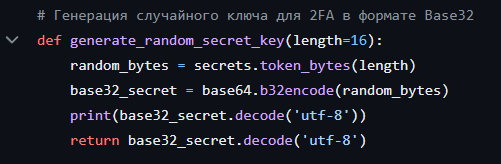 # Генерация случайного ключа для 2FA в формате Base32
def generate_random_secret_key(length=16):
random_bytes = secrets.token_bytes(length)
base32_secret = base64.b32encode(random_bytes)
print(base32_secret.decode('utf-8'))
return base32_secret.decode('utf-8')